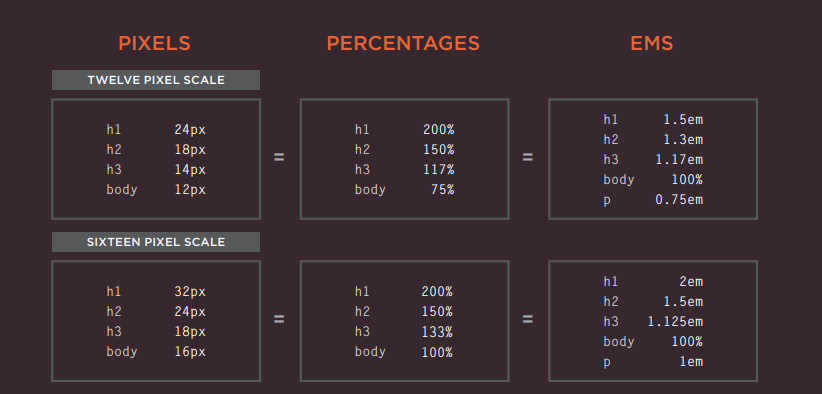 PIXELS PERCENTAGES EMS
TWELVE PIXEL SCALE
h1 24px
h2 18px
h3 14px
body 12px
=
h1 200%
h2 150%
h3 117%
body 75%
=
h1 1.5em
h2 1.3em
h3 1.17em
body 100%
p 0.75em
SIXTEEN PIXEL SCALE
h1 32px
h2 24px
h3 18px
body 16px
=
h1 200%
h2 150%
h3 133%
body 100%
=
h1 2em
h2 1.5em
h3 1.125em
body 100%
p 1em